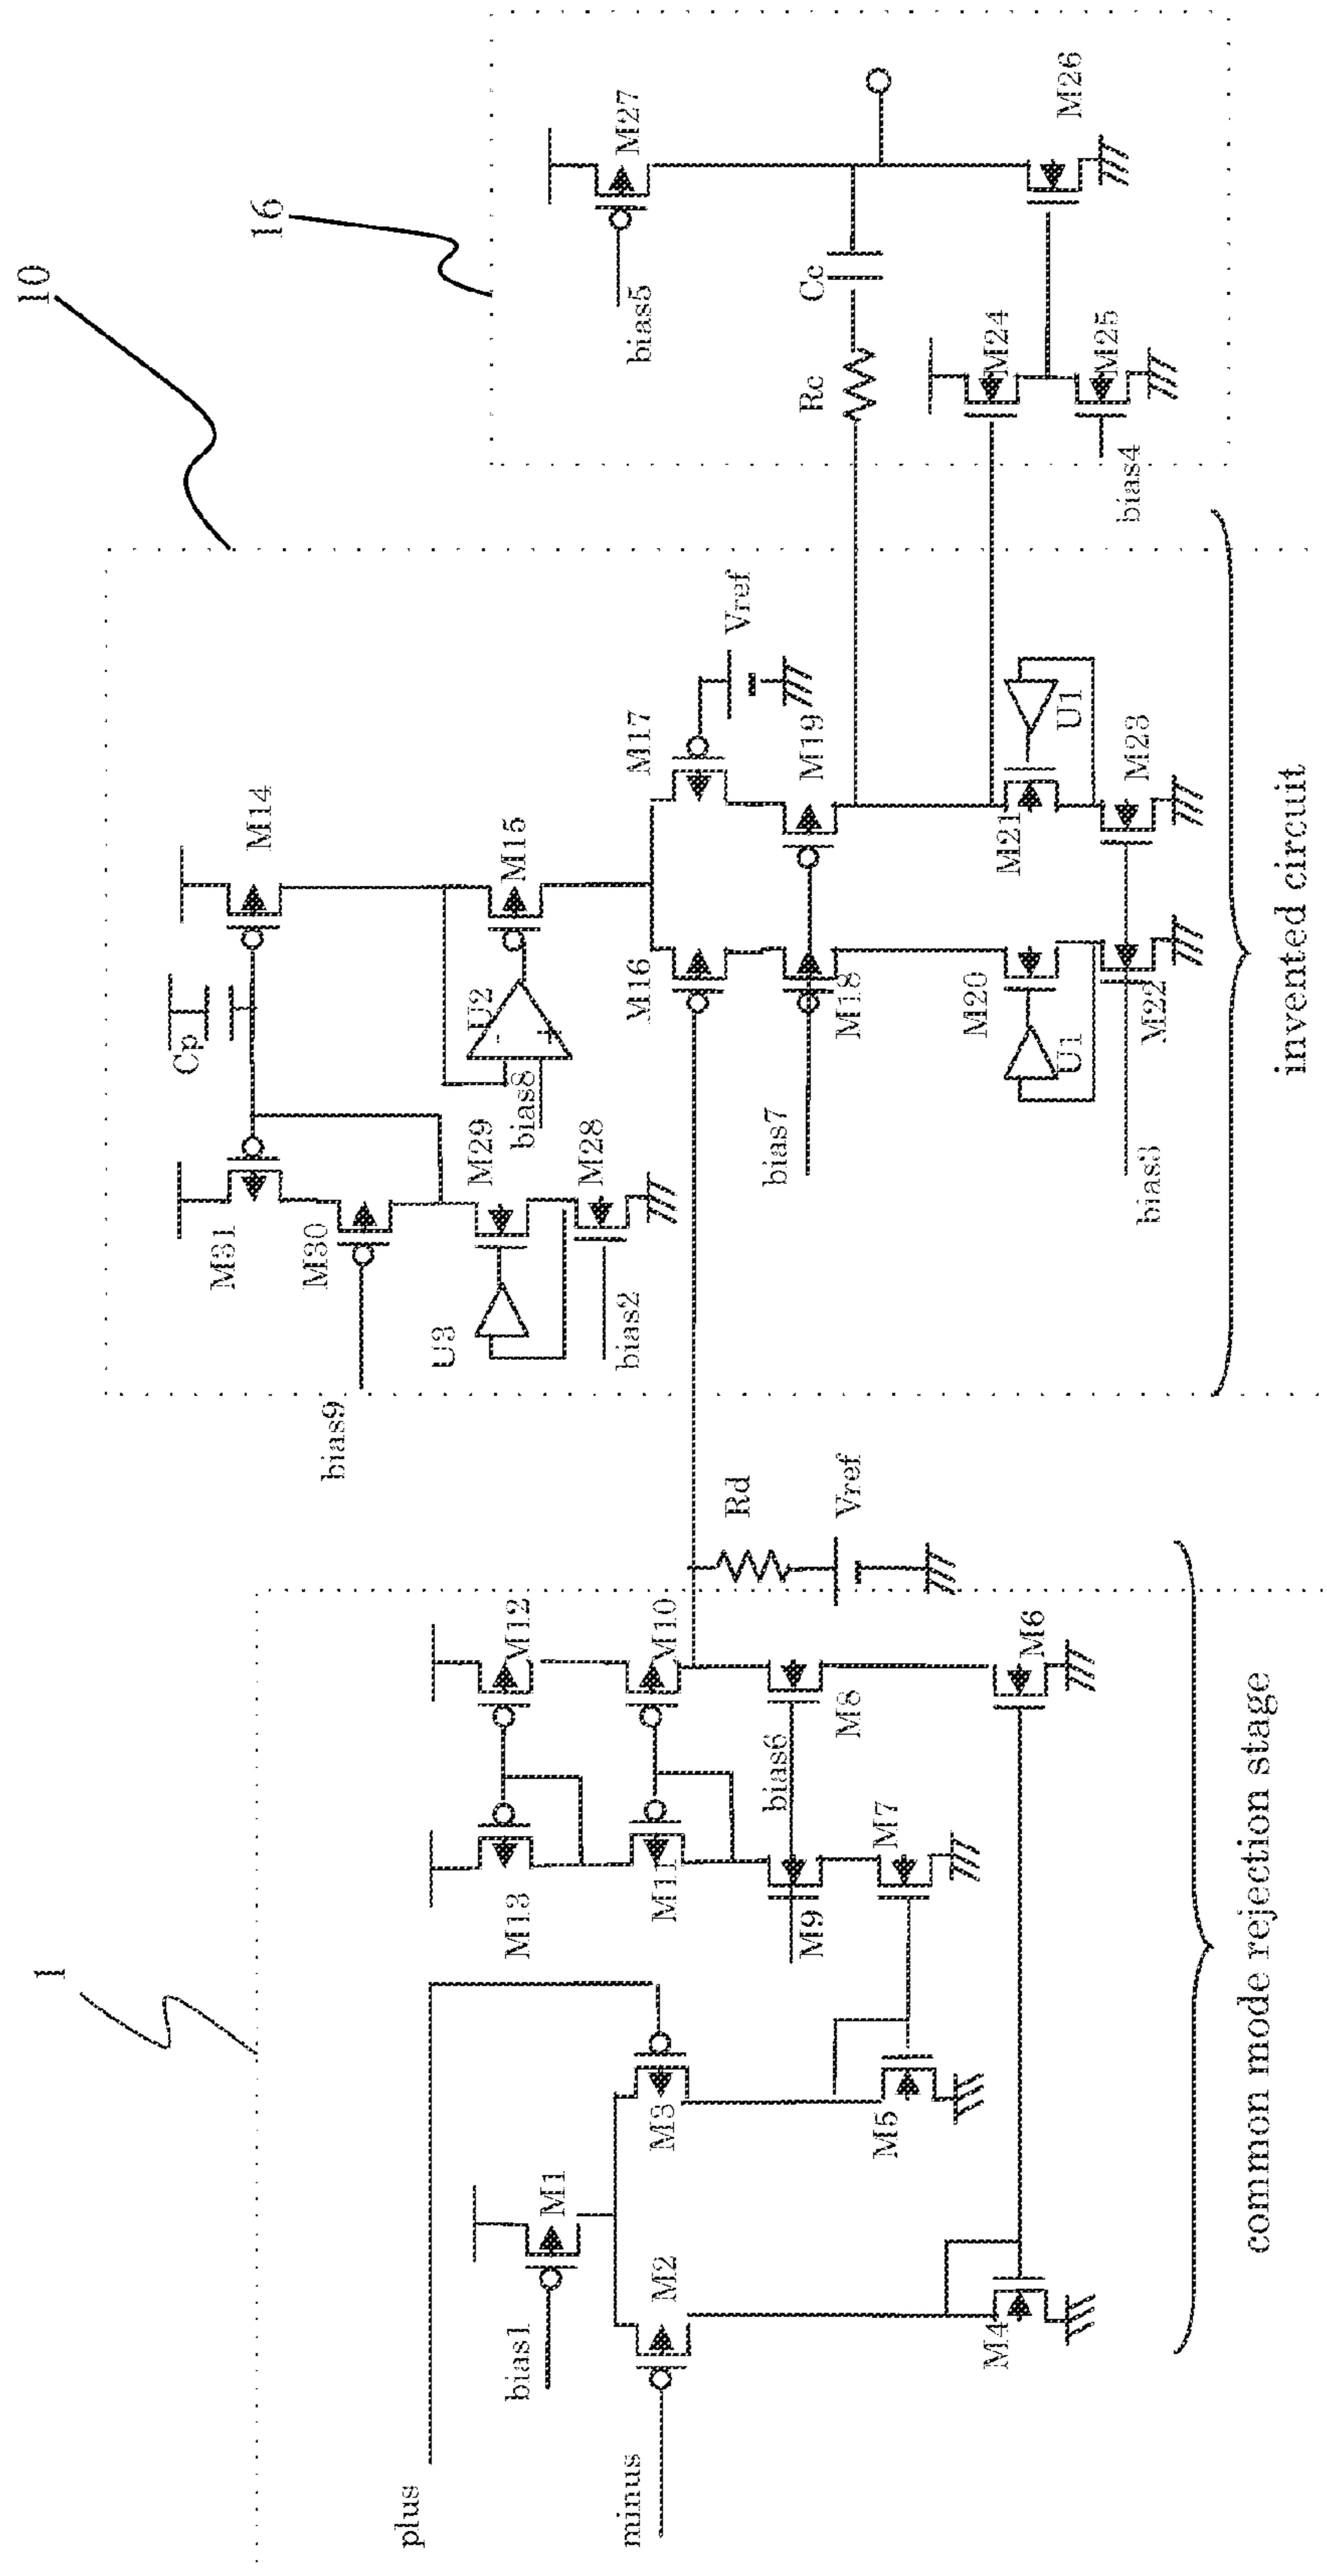 1
10
16
plus
minus
bias1
M1
M2
M3
M4
M5
M13
M12
M11
M10
M9
bias6
M8
M7
M6
Rd
Vref
common mode rejection stage
bias9
M31
M30
U3
M29
bias2
M28
Cp
M14
U2
-
+
bias8
M15
M16
M17
Vref
bias7
M18
M19
M20
U1
M21
U1
M22
M23
bias3
invented circuit
bias5
M27
Rc
Cc
M24
M25
bias4
M26